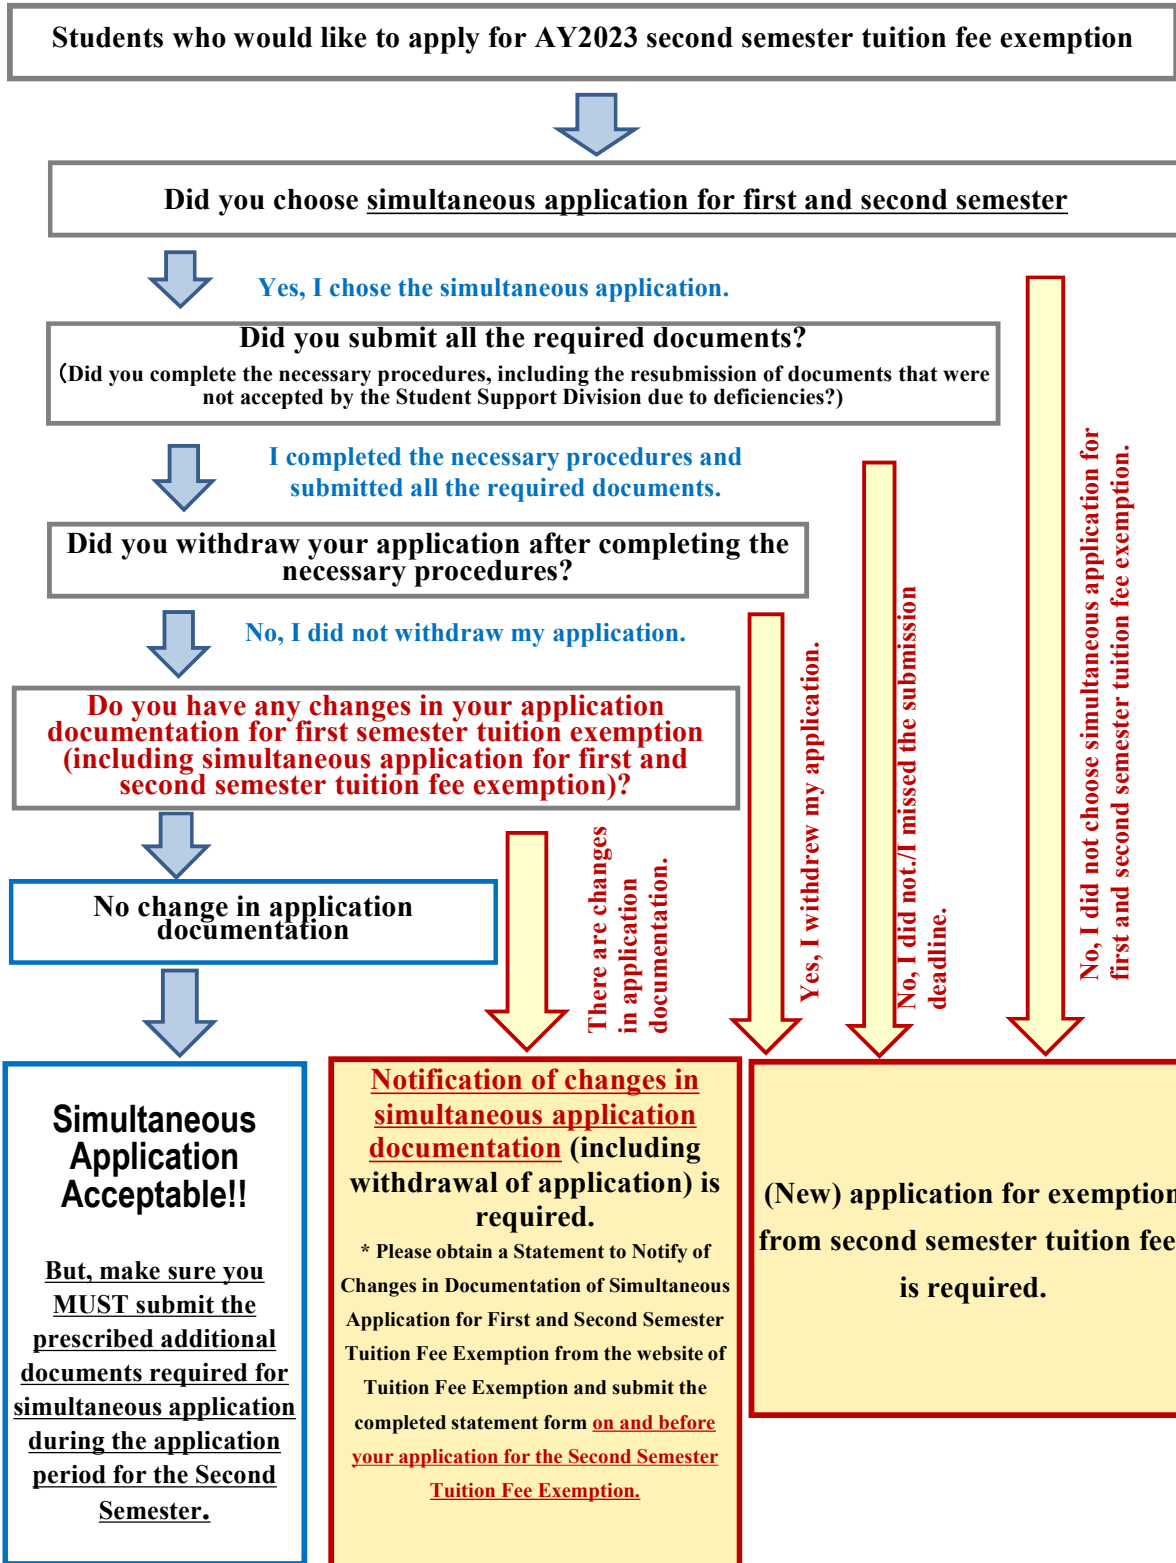 Students who would like to apply for AY2023 second semester tuition fee exemption
Did you choose simultaneous application for first and second semester
Yes, I chose the simultaneous application.
Did you submit all the required documents?
(Did you complete the necessary procedures, including the resubmission of documents that were
not accepted by the Student Support Division due to deficiencies?)
I completed the necessary procedures and
submitted all the required documents.
Did you withdraw your application after completing the
necessary procedures?
No, I did not withdraw my application.
Do you have any changes in your application
documentation for first semester tuition exemption
(including simultaneous application for first and
second semester tuition fee exemption)?
No change in application
documentation
There are changes
in application
documentation.
Yes, I withdrew my application.
No, I did not./I missed the submission
deadline.
No, I did not choose simultaneous application for
first and second semester tuition fee exemption.
Simultaneous
Application
Acceptable!!
But, make sure you
MUST submit the
prescribed additional
documents required for
simultaneous application
during the application
period for the Second
Semester.
Notification of changes in
simultaneous application
documentation (including
withdrawal of application) is
required.
* Please obtain a Statement to Notify of
Changes in Documentation of Simultaneous
Application for First and Second Semester
Tuition Fee Exemption from the website of
Tuition Fee Exemption and submit the
completed statement form on and before
your application for the Second Semester
Tuition Fee Exemption.
(New) application for exemption
from second semester tuition fee
is required.